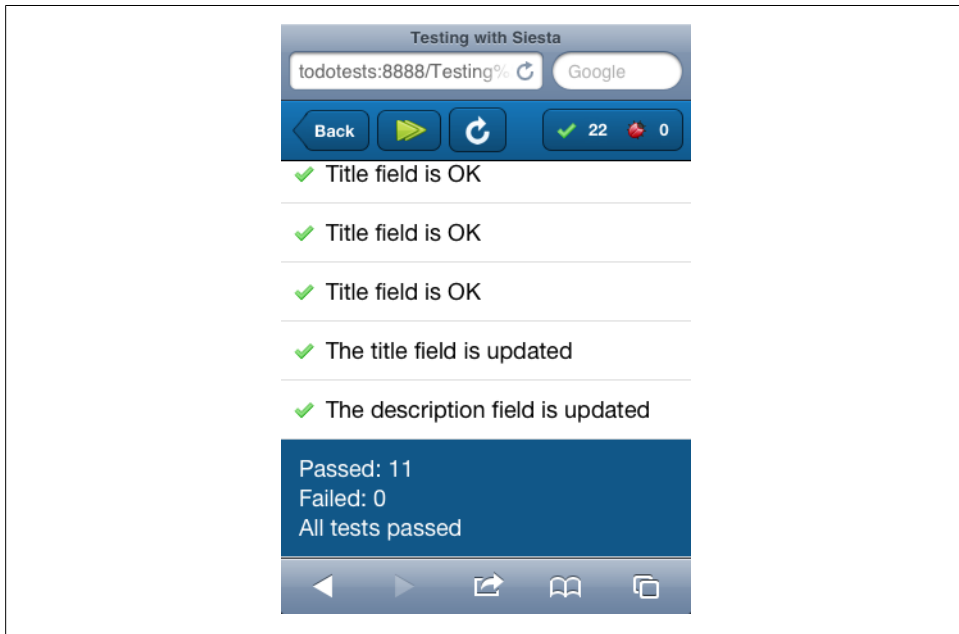 Testing with Siesta
todotests:8888/Testing% Google
Back 22 0
Title field is OK
Title field is OK
Title field is OK
The title field is updated
The description field is updated
Passed: 11
Failed: 0
All tests passed